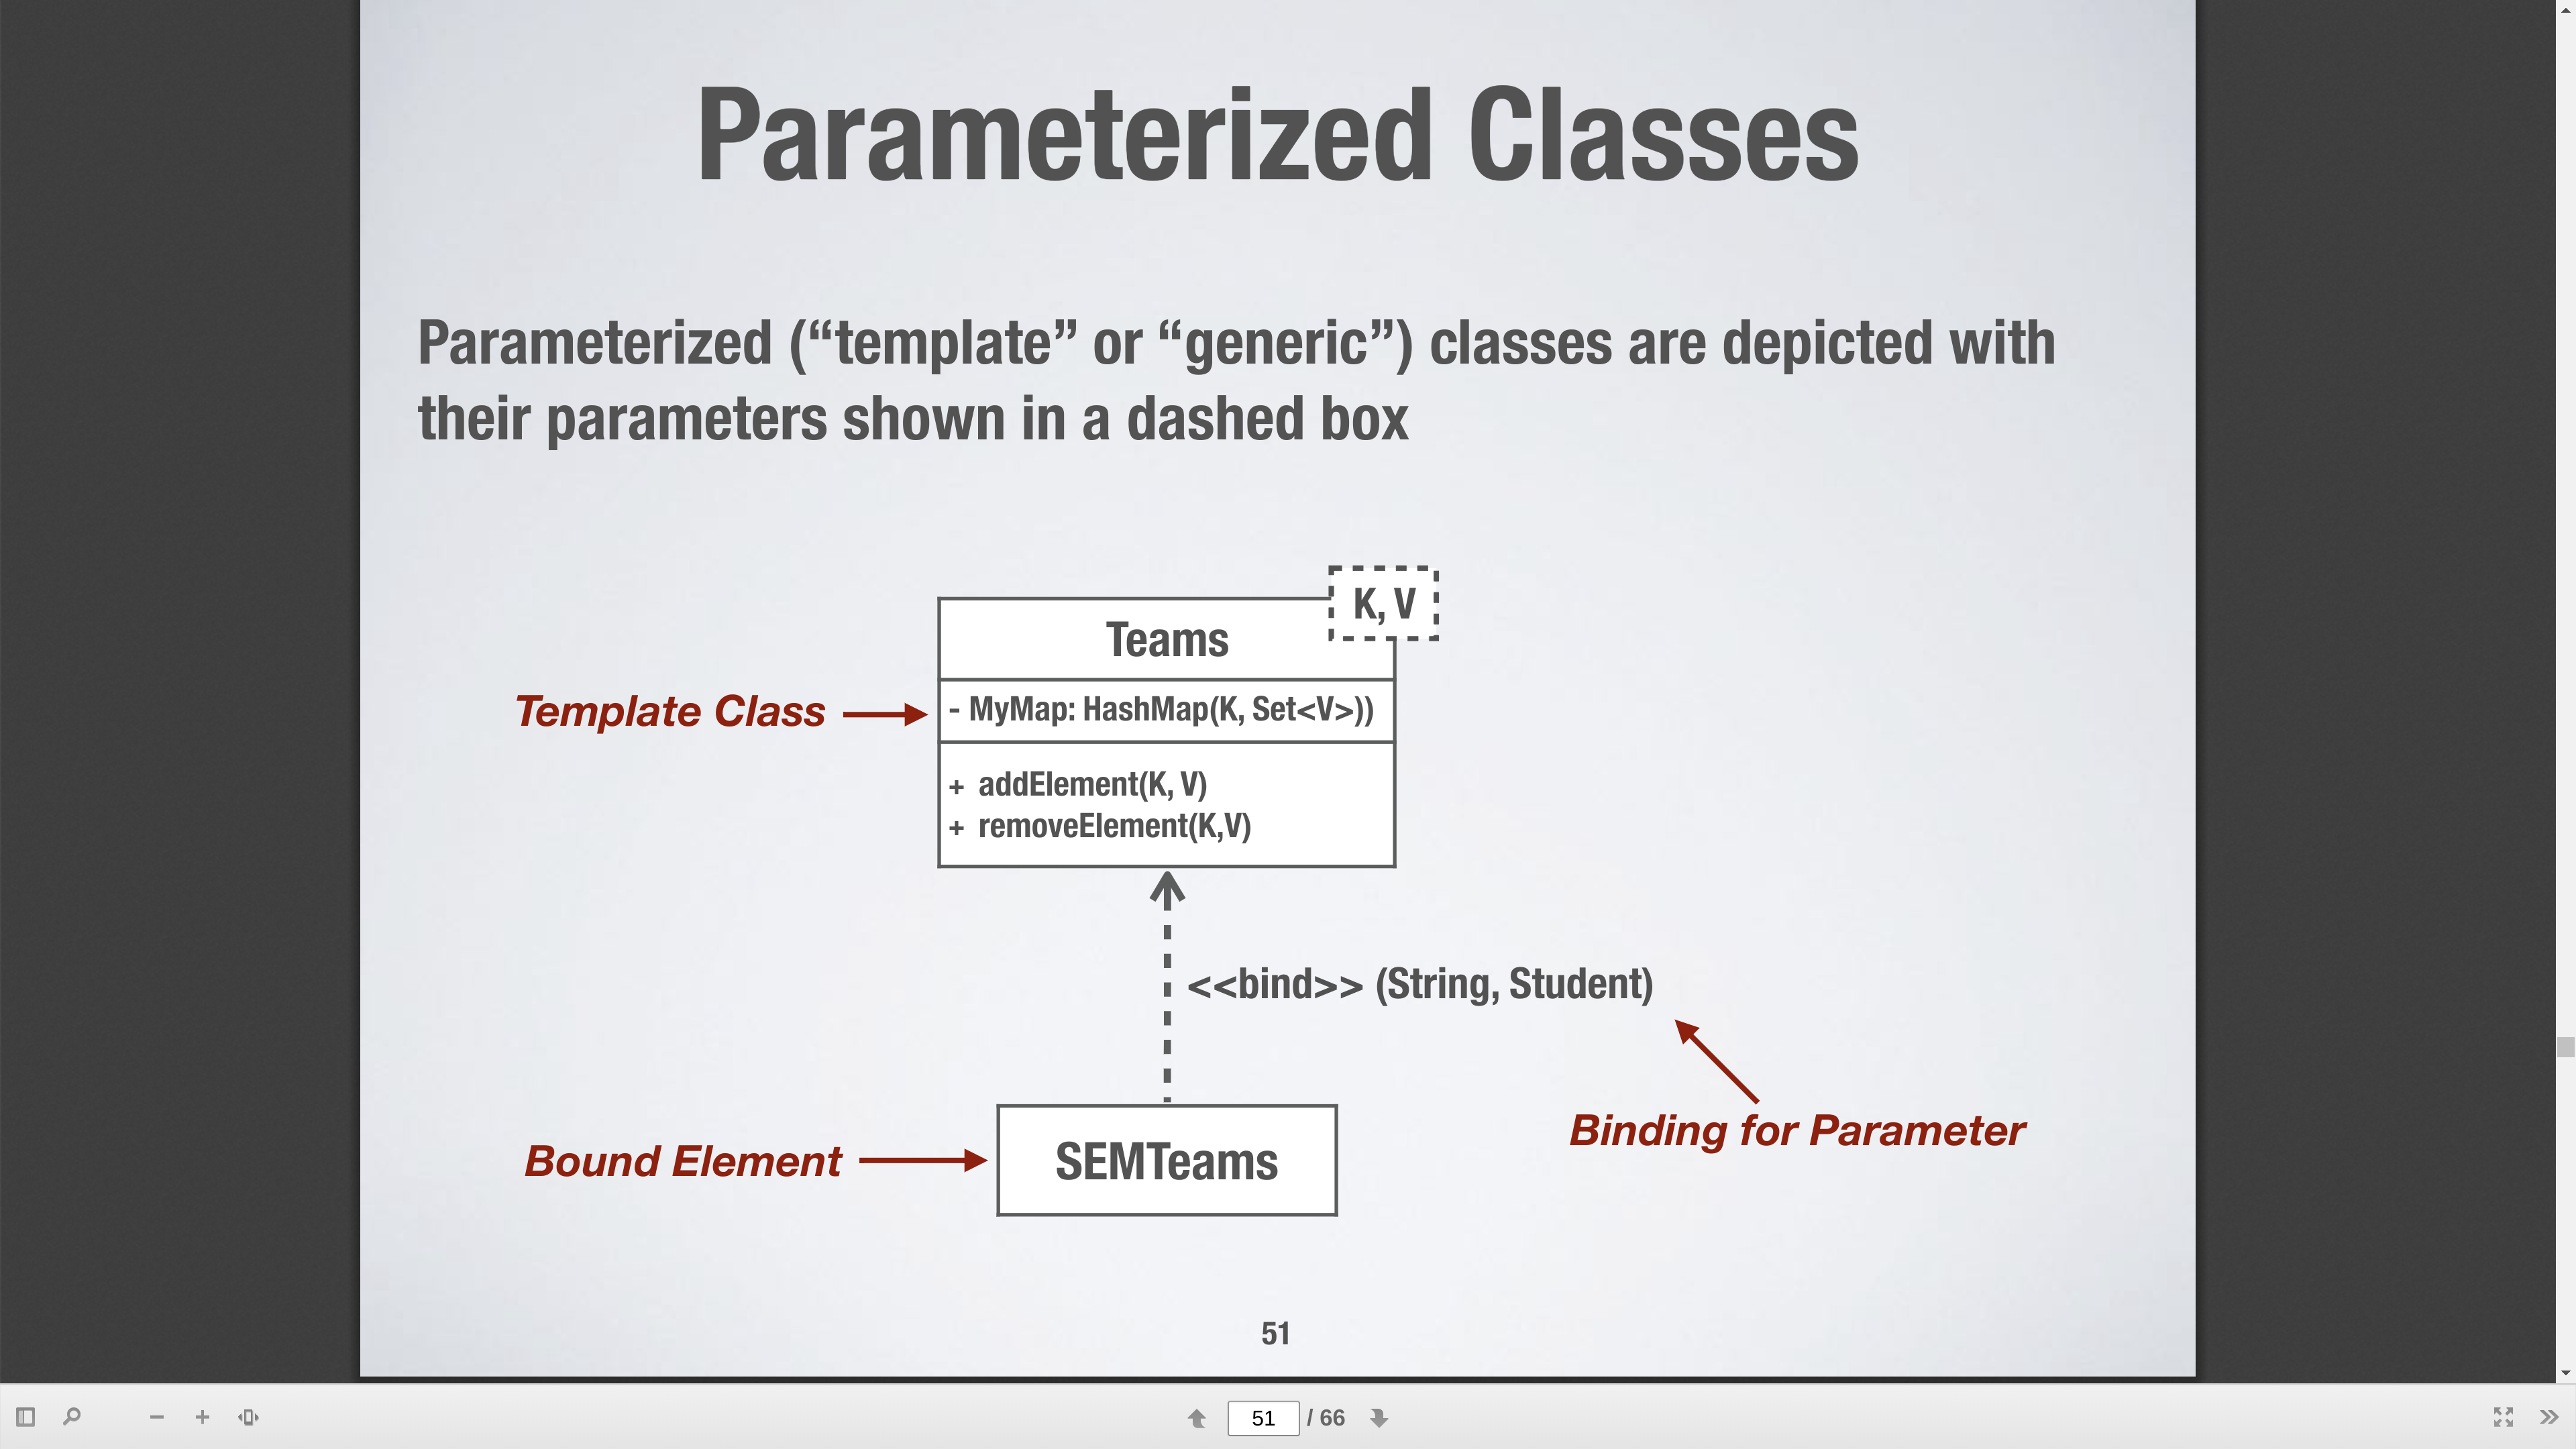 Parameterized Classes
Parameterized (“template” or “generic”) classes are depicted with
their parameters shown in a dashed box
K, V
Teams
Template Class
- MyMap: HashMap(K, Set<V>))
+ addElement(K, V)
+ removeElement(K,V)
<<bind>> (String, Student)
Binding for Parameter
Bound Element
SEMTeams
51
51 / 66